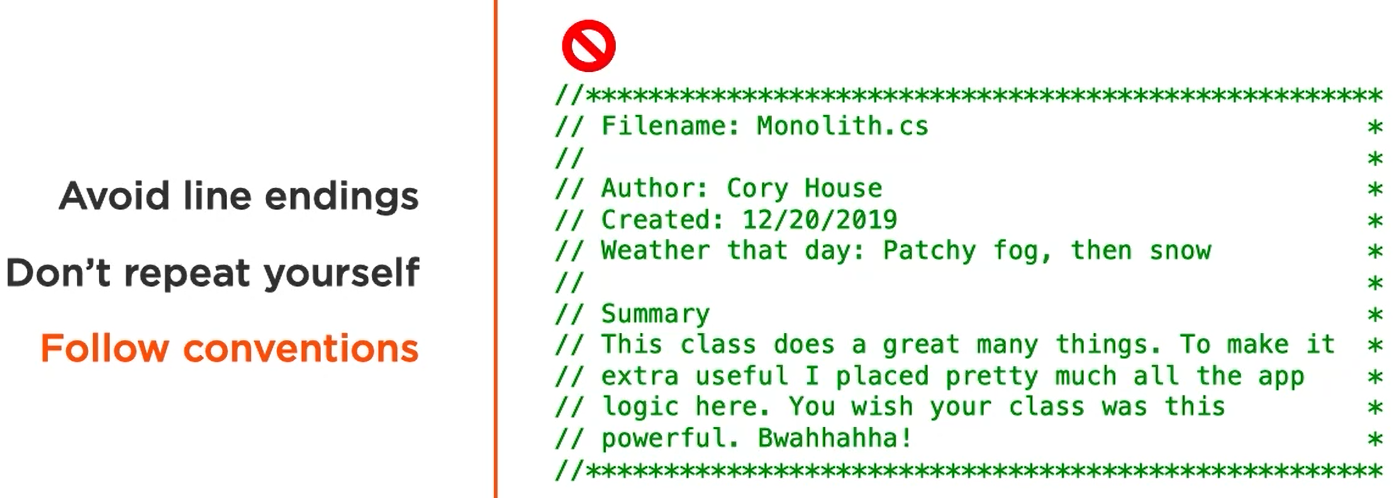 Avoid line endings
Don’t repeat yourself
Follow conventions
//***************************************************
// Filename: Monolith.cs *
// *
// Author: Cory House *
// Created: 12/20/2019 *
// Weather that day: Patchy fog, then snow *
// *
// Summary *
// This class does a great many things. To make it *
// extra useful I placed pretty much all the app *
// logic here. You wish your class was this *
// powerful. Bwahhahha! *
//***************************************************